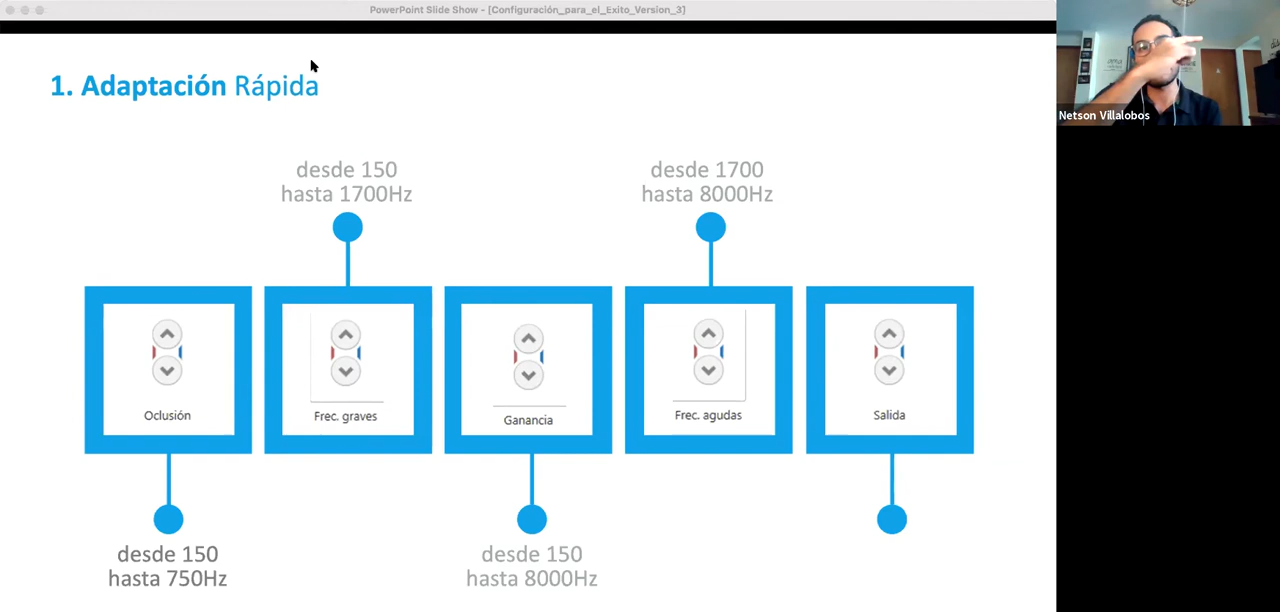 PowerPoint Slide Show - [Configuración_para_el_Exito_Version_3]
1. Adaptación Rápida
desde 150
hasta 1700Hz
desde 1700
hasta 8000Hz
Oclusión
Frec. graves
Ganancia
Frec. agudas
Salida
desde 150
hasta 750Hz
desde 150
hasta 8000Hz
Netson Villalobos